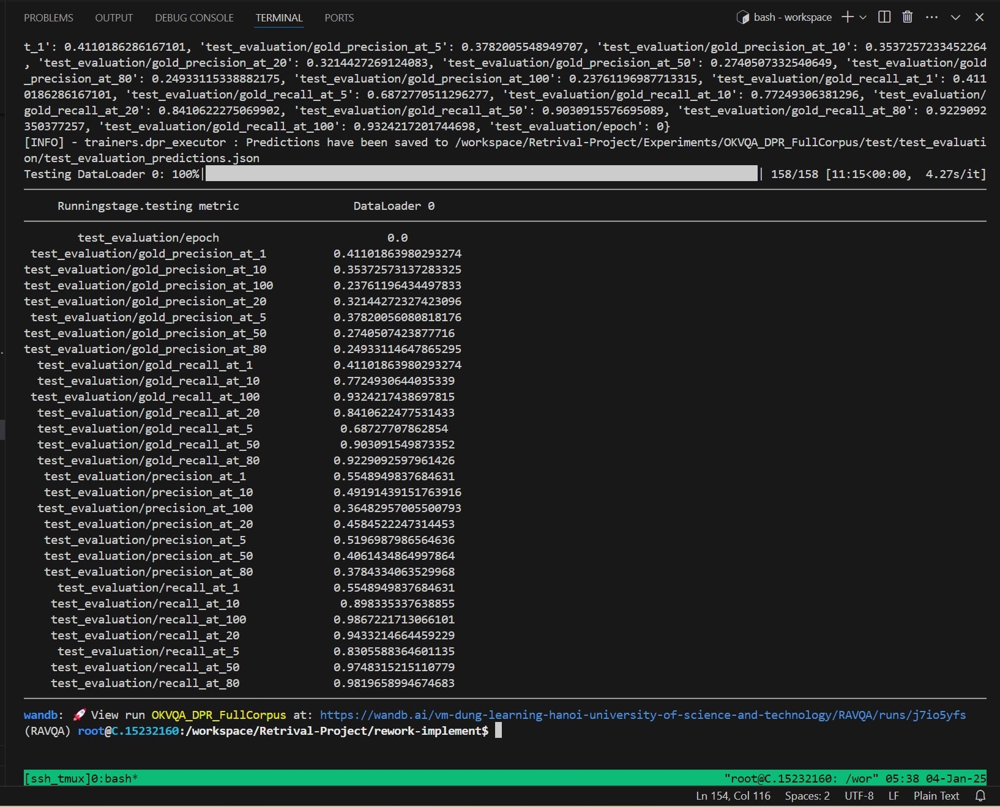 PROBLEMS OUTPUT DEBUG CONSOLE TERMINAL PORTS bash - workspace
t_1': 0.4110186286167101, 'test_evaluation/gold_precision_at_5': 0.3782005548949707, 'test_evaluation/gold_precision_at_10': 0.3537257233452264
, 'test_evaluation/gold_precision_at_20': 0.3214427269124083, 'test_evaluation/gold_precision_at_50': 0.2740507332540649, 'test_evaluation/gold
_precision_at_80': 0.24933115338882175, 'test_evaluation/gold_precision_at_100': 0.23761196987713315, 'test_evaluation/gold_recall_at_1': 0.411
0186286167101, 'test_evaluation/gold_recall_at_5': 0.6872770511296277, 'test_evaluation/gold_recall_at_10': 0.77249306381296, 'test_evaluation/
gold_recall_at_20': 0.8410622275069902, 'test_evaluation/gold_recall_at_50': 0.9030915576695089, 'test_evaluation/gold_recall_at_80': 0.9229092
350377257, 'test_evaluation/gold_recall_at_100': 0.9324217201744698, 'test_evaluation/epoch': 0}
[INFO] - trainers.dpr_executor : Predictions have been saved to /workspace/Retrival-Project/Experiments/OKVQA_DPR_FullCorpus/test/test_evaluati
on/test_evaluation_predictions.json
Testing DataLoader 0: 100%| | 158/158 [11:15<00:00, 4.27s/it]
Runningstage.testing metric DataLoader 0
test_evaluation/epoch 0.0
test_evaluation/gold_precision_at_1 0.41101863980293274
test_evaluation/gold_precision_at_10 0.35372573137283325
test_evaluation/gold_precision_at_100 0.23761196434497833
test_evaluation/gold_precision_at_20 0.32144272327423096
test_evaluation/gold_precision_at_5 0.37820056080818176
test_evaluation/gold_precision_at_50 0.2740507423877716
test_evaluation/gold_precision_at_80 0.24933114647865295
test_evaluation/gold_recall_at_1 0.41101863980293274
test_evaluation/gold_recall_at_10 0.7724930644035339
test_evaluation/gold_recall_at_100 0.9324217438697815
test_evaluation/gold_recall_at_20 0.8410622477531433
test_evaluation/gold_recall_at_5 0.68727707862854
test_evaluation/gold_recall_at_50 0.903091549873352
test_evaluation/gold_recall_at_80 0.9229092597961426
test_evaluation/precision_at_1 0.5548949837684631
test_evaluation/precision_at_10 0.49191439151763916
test_evaluation/precision_at_100 0.36482957005500793
test_evaluation/precision_at_20 0.4584522247314453
test_evaluation/precision_at_5 0.5196987986564636
test_evaluation/precision_at_50 0.4061434864997864
test_evaluation/precision_at_80 0.3784334063529968
test_evaluation/recall_at_1 0.5548949837684631
test_evaluation/recall_at_10 0.898335337638855
test_evaluation/recall_at_100 0.9867221713066101
test_evaluation/recall_at_20 0.9433214664459229
test_evaluation/recall_at_5 0.8305588364601135
test_evaluation/recall_at_50 0.9748315215110779
test_evaluation/recall_at_80 0.9819658994674683
wandb: 🚀 View run OKVQA_DPR_FullCorpus at: https://wandb.ai/vm-dung-learning-hanoi-university-of-science-and-technology/RAVQA/runs/j7io5yfs
(RAVQA) root@C.15232160:/workspace/Retrival-Project/rework-implement$
[ssh_tmux]0:bash* "root@C.15232160: /wor" 05:38 04-Jan-25
Ln 154, Col 116 Spaces: 2 UTF-8 LF Plain Text